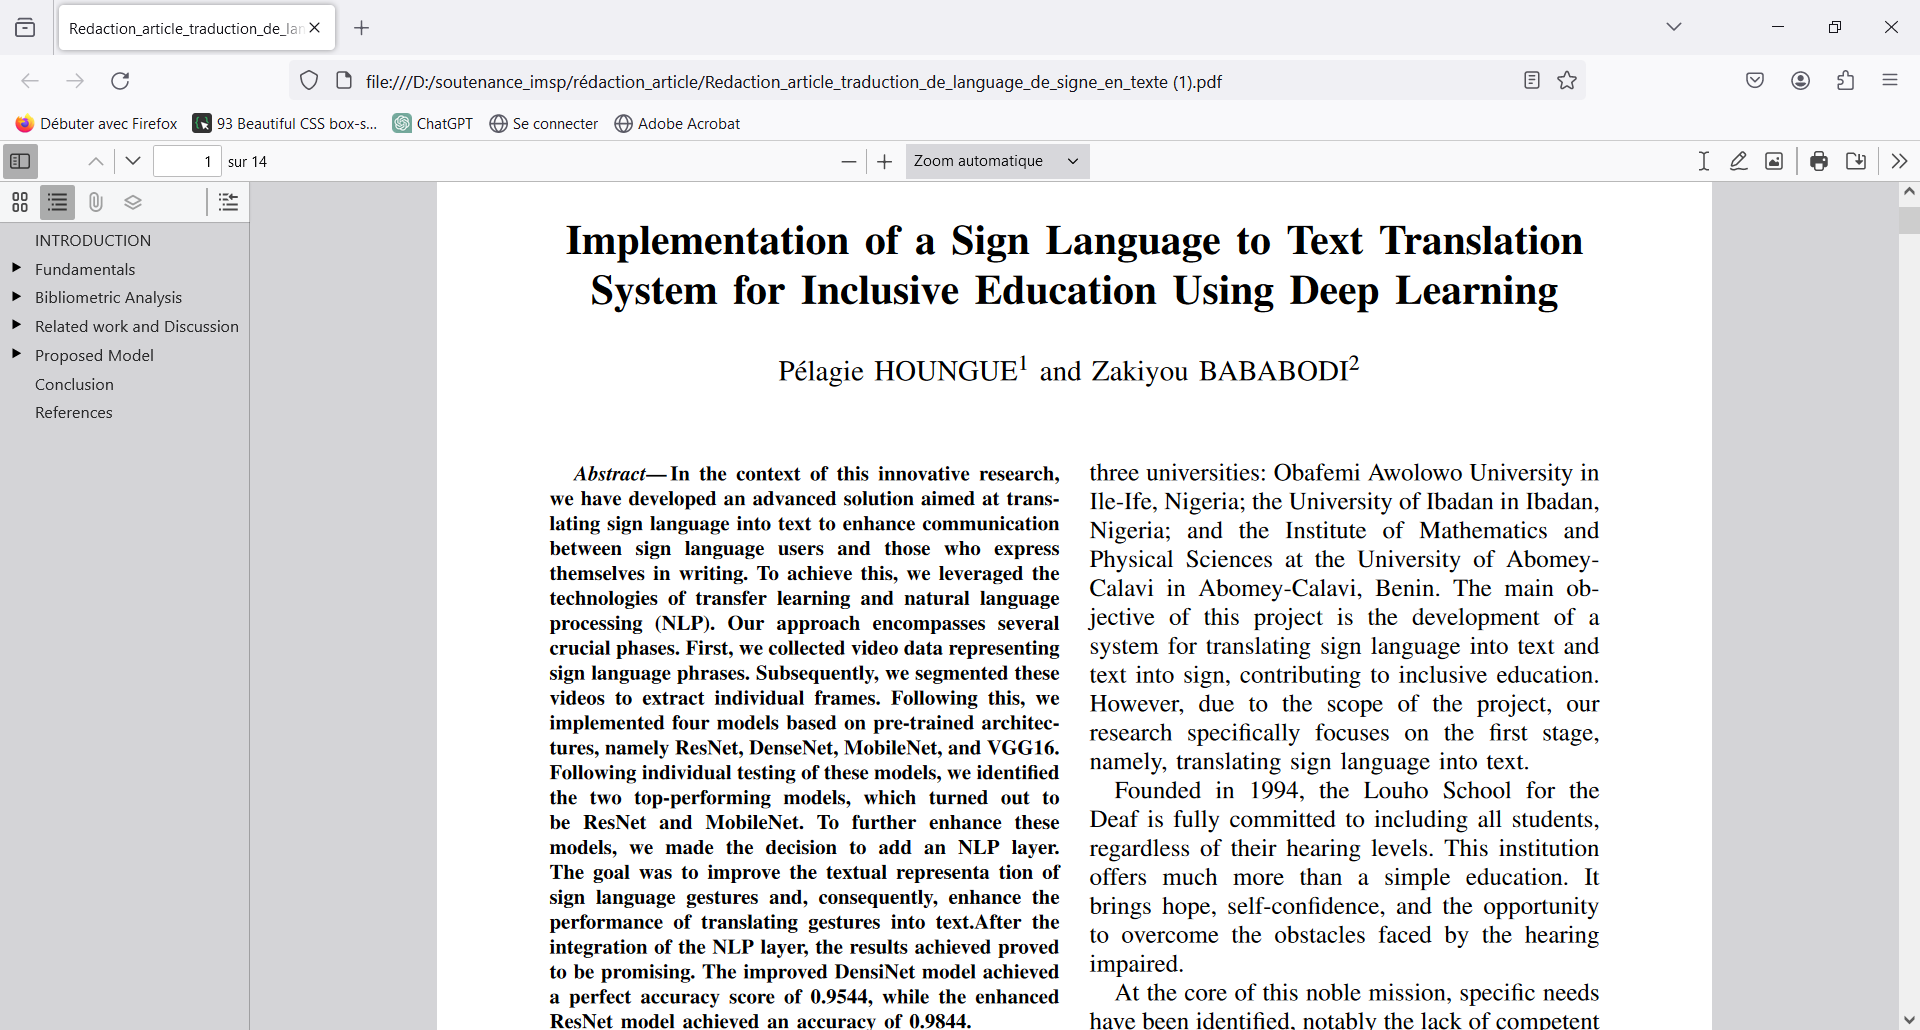 Redaction_article_traduction_de_lan
file:///D:/soutenance_imsp/rédaction_article/Redaction_article_traduction_de_language_de_signe_en_texte (1).pdf
Débuter avec Firefox 93 Beautiful CSS box-s... ChatGPT Se connecter Adobe Acrobat
1 sur 14 Zoom automatique
INTRODUCTION
Fundamentals
Bibliometric Analysis
Related work and Discussion
Proposed Model
Conclusion
References
Implementation of a Sign Language to Text Translation
System for Inclusive Education Using Deep Learning
Pélagie HOUNGUE1 and Zakiyou BABABODI2
Abstract—In the context of this innovative research,
we have developed an advanced solution aimed at trans-
lating sign language into text to enhance communication
between sign language users and those who express
themselves in writing. To achieve this, we leveraged the
technologies of transfer learning and natural language
processing (NLP). Our approach encompasses several
crucial phases. First, we collected video data representing
sign language phrases. Subsequently, we segmented these
videos to extract individual frames. Following this, we
implemented four models based on pre-trained architec-
tures, namely ResNet, DenseNet, MobileNet, and VGG16.
Following individual testing of these models, we identified
the two top-performing models, which turned out to
be ResNet and MobileNet. To further enhance these
models, we made the decision to add an NLP layer.
The goal was to improve the textual representa tion of
sign language gestures and, consequently, enhance the
performance of translating gestures into text.After the
integration of the NLP layer, the results achieved proved
to be promising. The improved DensiNet model achieved
a perfect accuracy score of 0.9544, while the enhanced
ResNet model achieved an accuracy of 0.9844.
three universities: Obafemi Awolowo University in
Ile-Ife, Nigeria; the University of Ibadan in Ibadan,
Nigeria; and the Institute of Mathematics and
Physical Sciences at the University of Abomey-
Calavi in Abomey-Calavi, Benin. The main ob-
jective of this project is the development of a
system for translating sign language into text and
text into sign, contributing to inclusive education.
However, due to the scope of the project, our
research specifically focuses on the first stage,
namely, translating sign language into text.
Founded in 1994, the Louho School for the
Deaf is fully committed to including all students,
regardless of their hearing levels. This institution
offers much more than a simple education. It
brings hope, self-confidence, and the opportunity
to overcome the obstacles faced by the hearing
impaired.
At the core of this noble mission, specific needs
have been identified, notably the lack of competent